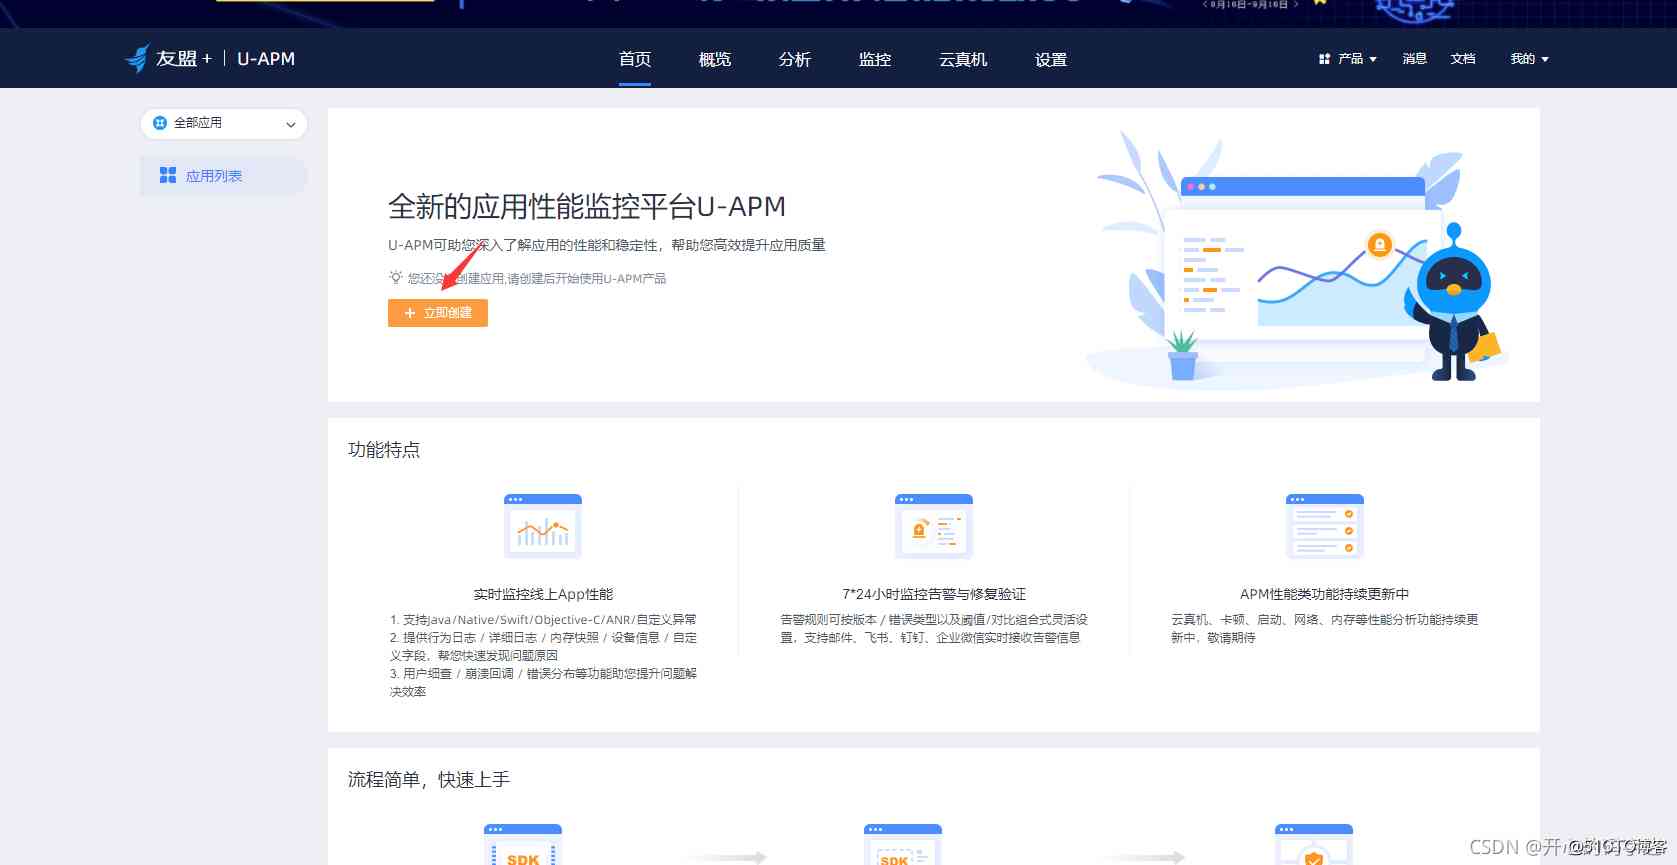 <8月16日-9月16日>
友盟+ | U-APM
首页
概览
分析
监控
云真机
设置
产品
消息
文档
我的
全部应用
应用列表
全新的应用性能监控平台U-APM
U-APM可助您深入了解应用的性能和稳定性，帮助您高效提升应用质量
您还没 创建应用,请创建后开始使用U-APM产品
+ 立即创建
功能特点
实时监控线上App性能
1. 支持Java/Native/Swift/Objective-C/ANR/自定义异常
2. 提供行为日志 / 详细日志 / 内存快照 / 设备信息 / 自定
义字段，帮您快速发现问题原因
3. 用户细查 / 崩溃回调 / 错误分布等功能助您提升问题解
决效率
7*24小时监控告警与修复验证
告警规则可按版本 / 错误类型以及阈值/对比组合式灵活设
置，支持邮件、飞书、钉钉、企业微信实时接收告警信息
APM性能类功能持续更新中
云真机、卡顿、启动、网络、内存等性能分析功能持续更
新中，敬请期待
流程简单，快速上手
SDK
SDK
CSDN @开心
@51CTO博客